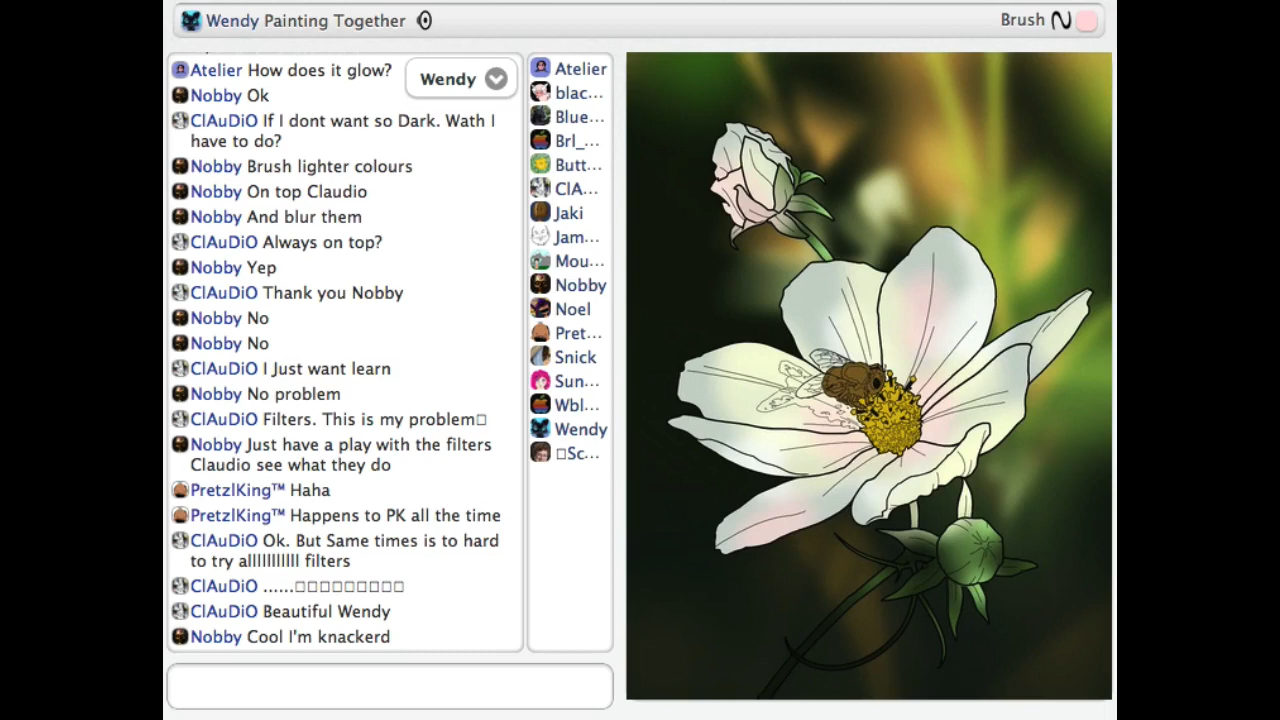 Wendy Painting Together
Brush
Atelier How does it glow?
Wendy
Nobby Ok
ClAuDiO If I dont want so Dark. Wath I
have to do?
Nobby Brush lighter colours
Nobby On top Claudio
Nobby And blur them
ClAuDiO Always on top?
Nobby Yep
ClAuDiO Thank you Nobby
Nobby No
Nobby No
ClAuDiO I Just want learn
Nobby No problem
ClAuDiO Filters. This is my problem
Nobby Just have a play with the filters
Claudio see what they do
PretzlKing™ Haha
PretzlKing™ Happens to PK all the time
ClAuDiO Ok. But Same times is to hard
to try allllllllll filters
ClAuDiO ......
ClAuDiO Beautiful Wendy
Nobby Cool I'm knackerd
Atelier
blac...
Blue...
Brl_...
Butt...
ClA...
Jaki
Jam...
Mou...
Nobby
Noel
Pret...
Snick
Sun...
Wbl...
Wendy
Sc...